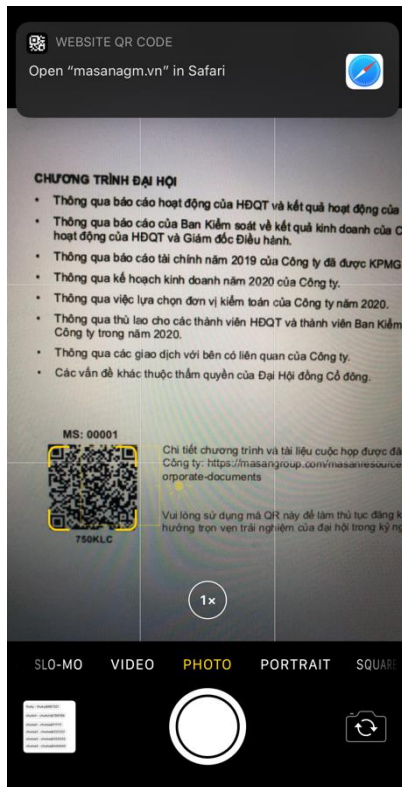 WEBSITE QR CODE
Open “masanagm.vn” in Safari
CHƯƠNG TRÌNH ĐẠI HỘI
• Thông qua báo cáo hoạt động của HĐQT và kết quả hoạt động của
• Thông qua báo cáo của Ban Kiểm soát về kết quả kinh doanh của C
hoạt động của HĐQT và Giám đốc Điều hành.
• Thông qua báo cáo tài chính năm 2019 của Công ty đã được KPMG
• Thông qua kế hoạch kinh doanh năm 2020 của Công ty.
• Thông qua việc lựa chọn đơn vị kiểm toán của Công ty năm 2020.
• Thông qua thù lao cho các thành viên HĐQT và thành viên Ban Kiểm
Công ty trong năm 2020.
• Thông qua các giao dịch với bên có liên quan của Công ty.
• Các vấn đề khác thuộc thẩm quyền của Đại Hội đồng Cổ đông.
MS: 00001
Chi tiết chương trình và tài liệu cuộc họp được đă
Công ty: https://masangroup.com/masanresource
orporate-documents
Vui lòng sử dụng mã QR này để làm thủ tục đăng k
hưởng trọn vẹn trải nghiệm của đại hội trong kỷ ng
750KLC
1×
SLO-MO VIDEO PHOTO PORTRAIT SQUARE